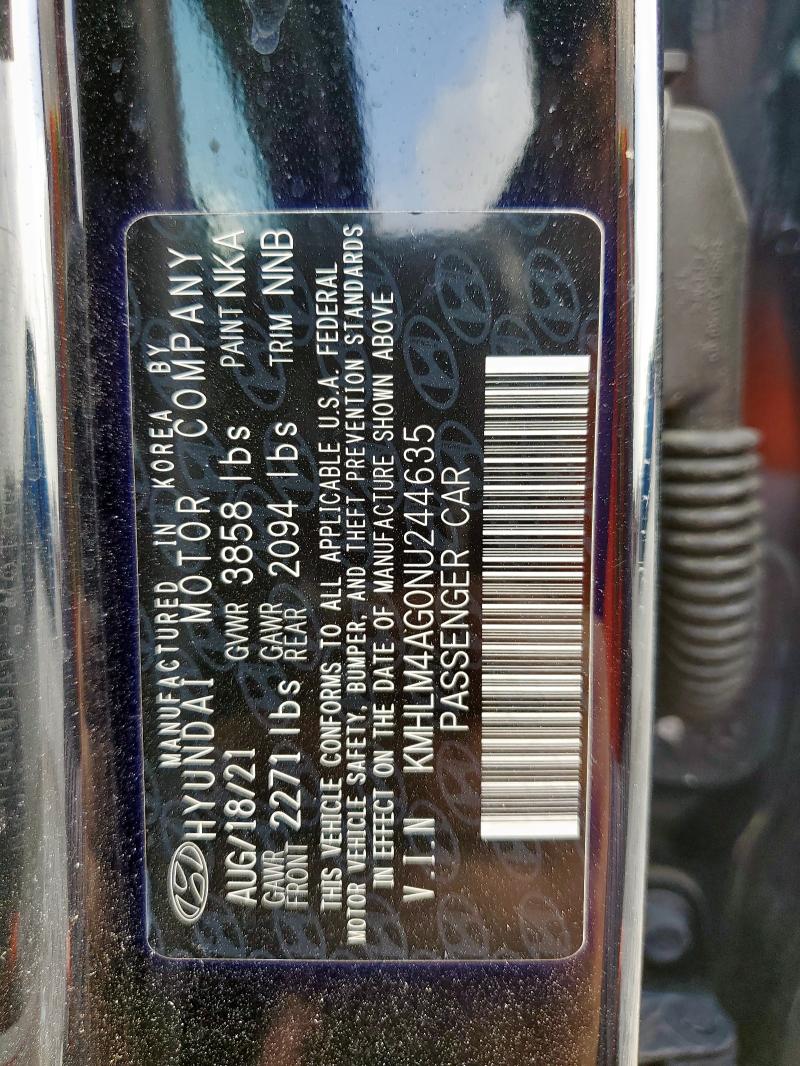 MANUFACTURED IN KOREA BY
HYUNDAI MOTOR COMPANY
AUG/18/21 GVWR 3858 lbs PAINT NKA
GAWR FRONT 2271 lbs GAWR REAR 2094 lbs TRIM NNB
THIS VEHICLE CONFORMS TO ALL APPLICABLE U.S.A. FEDERAL
MOTOR VEHICLE SAFETY, BUMPER, AND THEFT PREVENTION STANDARDS
IN EFFECT ON THE DATE OF MANUFACTURE SHOWN ABOVE
V.I.N KMHLM4AG0NU244635
PASSENGER CAR